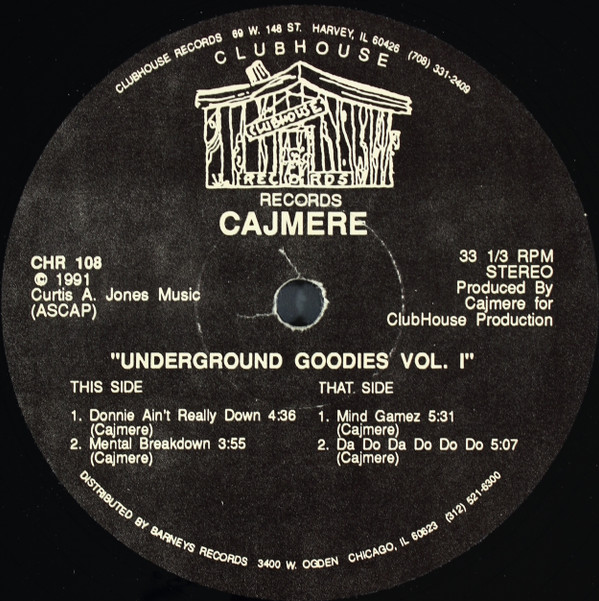 CLUBHOUSE RECORDS 69 W. 148 ST. HARVEY, IL 60426 (708) 331-2409
CLUBHOUSE
CLUBHOUSE
RECORDS
RECORDS
CAJMERE
CHR 108
© 1991
Curtis A. Jones Music
(ASCAP)
33 1/3 RPM
STEREO
Produced By
Cajmere for
ClubHouse Production
"UNDERGROUND GOODIES VOL. I"
THIS SIDE
1. Donnie Ain't Really Down 4:36
(Cajmere)
2. Mental Breakdown 3:55
(Cajmere)
THAT SIDE
1. Mind Gamez 5:31
(Cajmere)
2. Da Do Da Do Do Do 5:07
(Cajmere)
DISTRIBUTED BY BARNEYS RECORDS 3400 W. OGDEN CHICAGO, IL 60623 (312) 521-6300